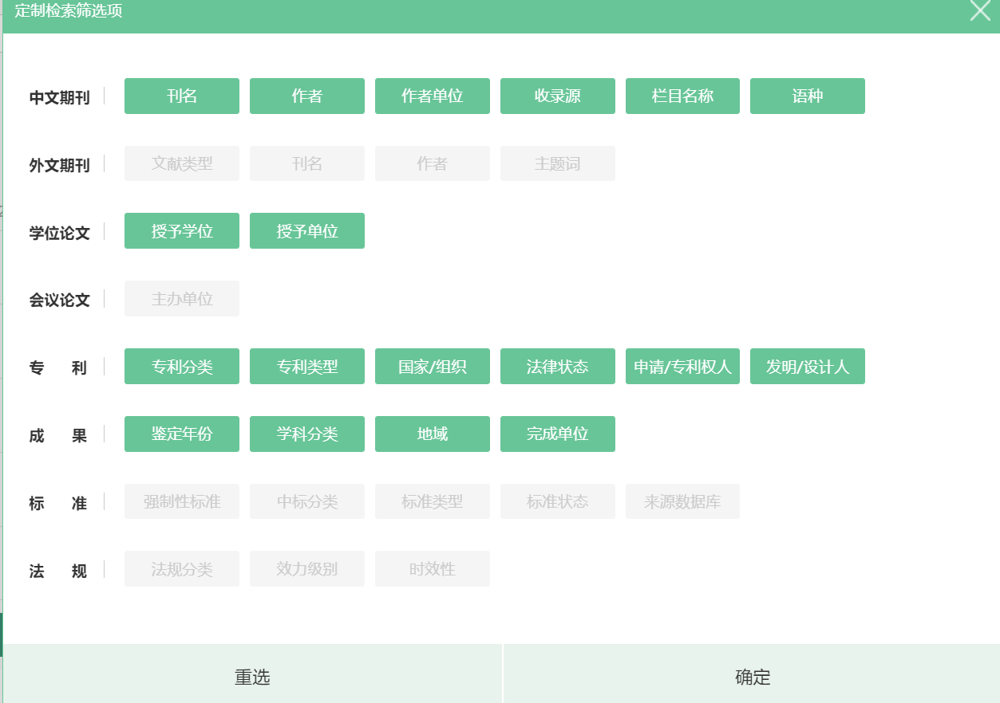 定制检索筛选项
中文期刊 刊名 作者 作者单位 收录源 栏目名称 语种
外文期刊 文献类型 刊名 作者 主题词
学位论文 授予学位 授予单位
会议论文 主办单位
专利 专利分类 专利类型 国家/组织 法律状态 申请/专利权人 发明/设计人
成果 鉴定年份 学科分类 地域 完成单位
标准 强制性标准 中标分类 标准类型 标准状态 来源数据库
法规 法规分类 效力级别 时效性
重选 确定